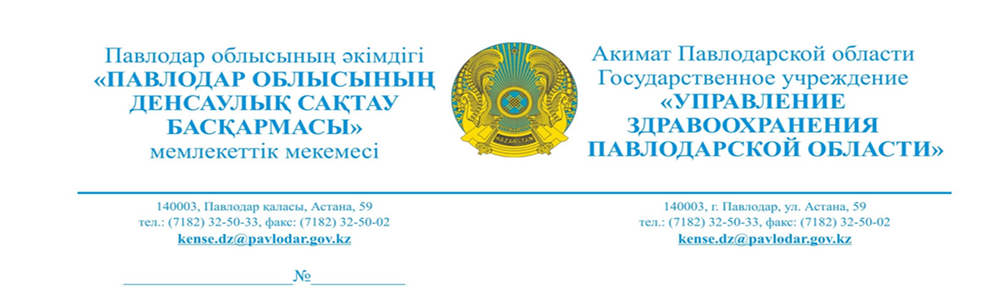 Павлодар облысының әкімдігі
«ПАВЛОДАР ОБЛЫСЫНЫҢ
ДЕНСАУЛЫҚ САҚТАУ
БАСҚАРМАСЫ»
мемлекеттік мекемесі
140003, Павлодар қаласы, Астана, 59
тел.: (7182) 32-50-33, факс: (7182) 32-50-02
kense.dz@pavlodar.gov.kz
№
QAZAQSTAN
Акимат Павлодарской области
Государственное учреждение
«УПРАВЛЕНИЕ
ЗДРАВООХРАНЕНИЯ
ПАВЛОДАРСКОЙ ОБЛАСТИ»
140003, г. Павлодар, ул. Астана, 59
тел.: (7182) 32-50-33, факс: (7182) 32-50-02
kense.dz@pavlodar.gov.kz